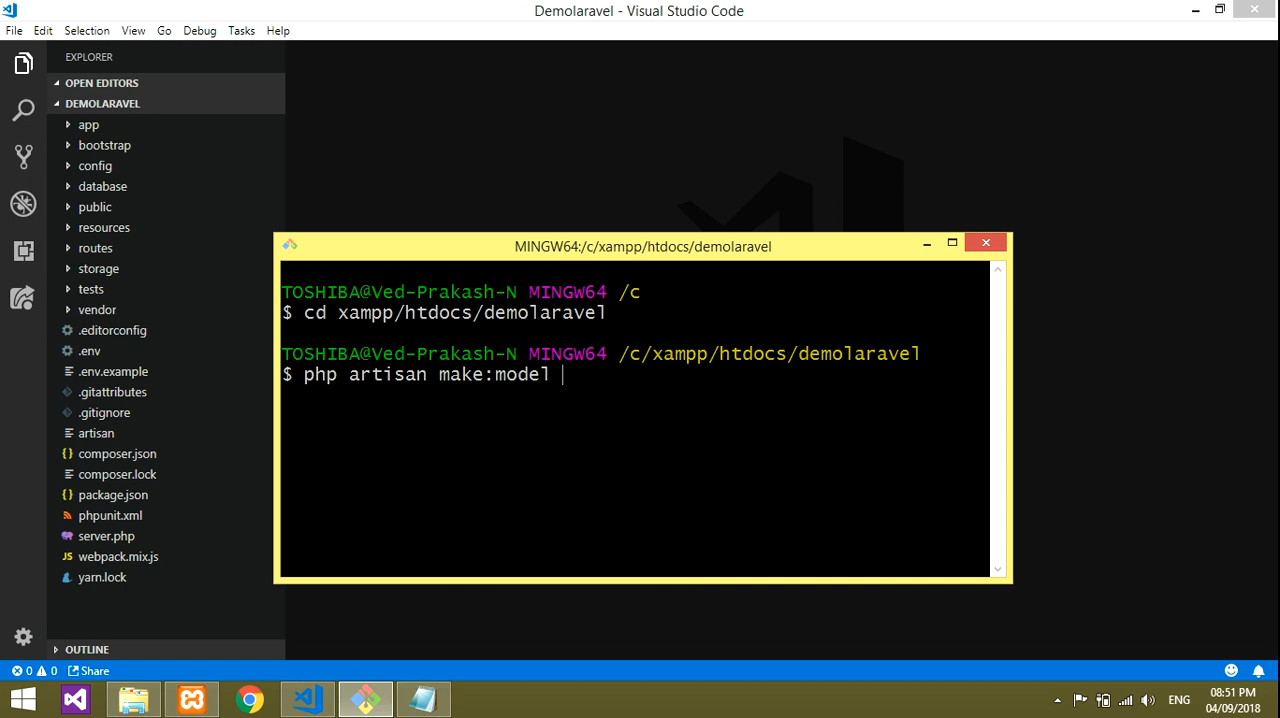 Demolaravel - Visual Studio Code
File Edit Selection View Go Debug Tasks Help
EXPLORER
OPEN EDITORS
DEMOLARAVEL
app
bootstrap
config
database
public
resources
routes
storage
tests
vendor
.editorconfig
.env
.env.example
.gitattributes
.gitignore
artisan
composer.json
composer.lock
package.json
phpunit.xml
server.php
JS webpack.mix.js
yarn.lock
OUTLINE
MINGW64:/c/xampp/htdocs/demolaravel
TOSHIBA@Ved-Prakash-N MINGW64 /c
$ cd xampp/htdocs/demolaravel
TOSHIBA@Ved-Prakash-N MINGW64 /c/xampp/htdocs/demolaravel
$ php artisan make:model
0 0 Share
ENG
08:51 PM
04/09/2018